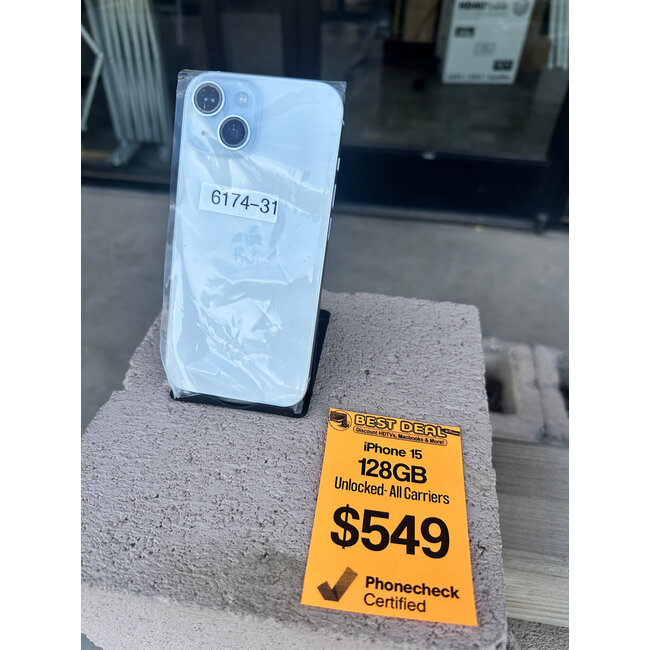 6174-31
BEST DEAL
Discount HDTVs, Macbooks & More!
iPhone 15
128GB
Unlocked- All Carriers
$549
Phonecheck
Certified